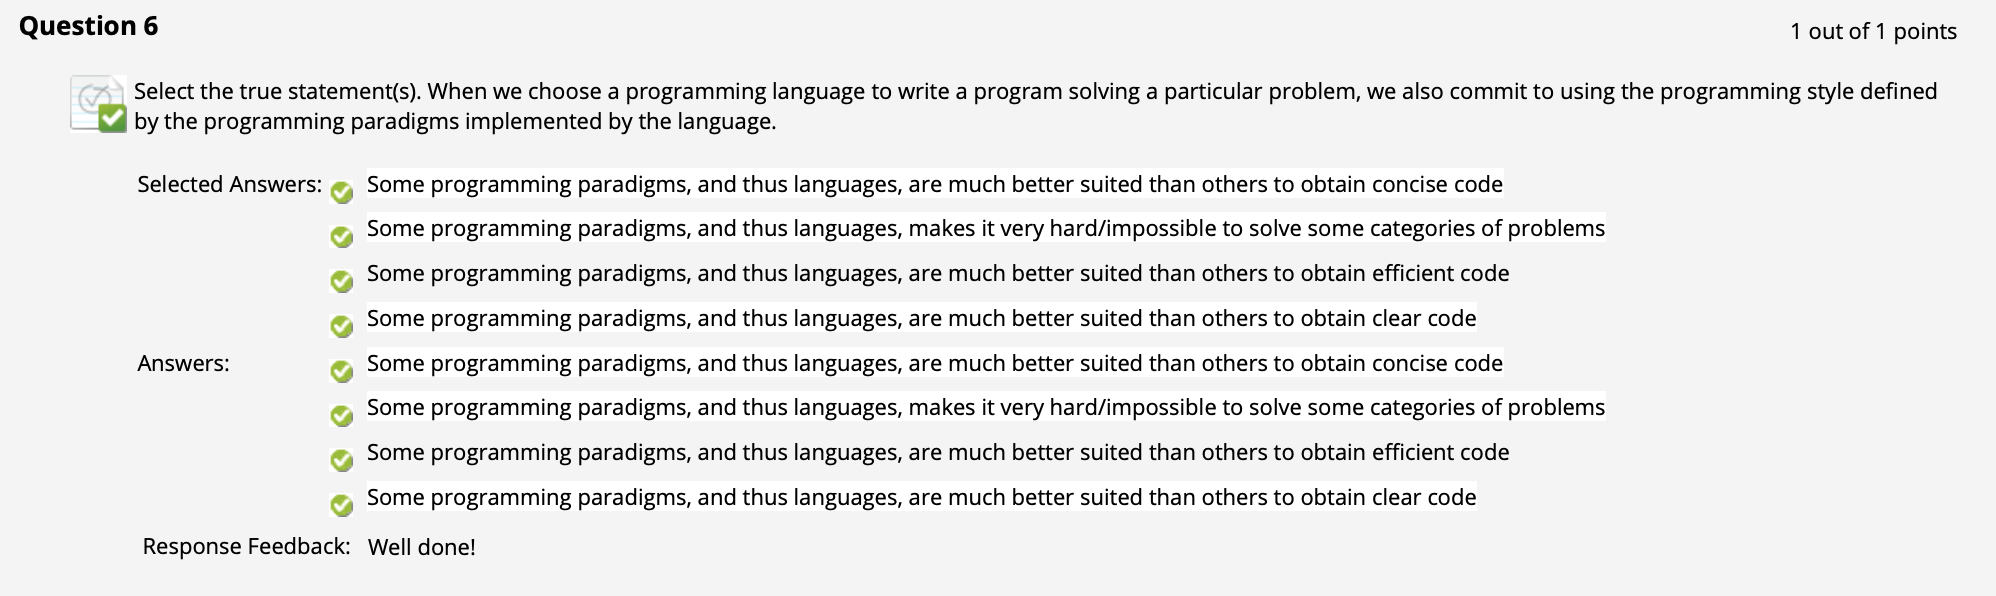 Question 6
1 out of 1 points
Select the true statement(s). When we choose a programming language to write a program solving a particular problem, we also commit to using the programming style defined
by the programming paradigms implemented by the language.
Selected Answers: Some programming paradigms, and thus languages, are much better suited than others to obtain concise code
Some programming paradigms, and thus languages, makes it very hard/impossible to solve some categories of problems
Some programming paradigms, and thus languages, are much better suited than others to obtain efficient code
Some programming paradigms, and thus languages, are much better suited than others to obtain clear code
Answers: Some programming paradigms, and thus languages, are much better suited than others to obtain concise code
Some programming paradigms, and thus languages, makes it very hard/impossible to solve some categories of problems
Some programming paradigms, and thus languages, are much better suited than others to obtain efficient code
Some programming paradigms, and thus languages, are much better suited than others to obtain clear code
Response Feedback: Well done!